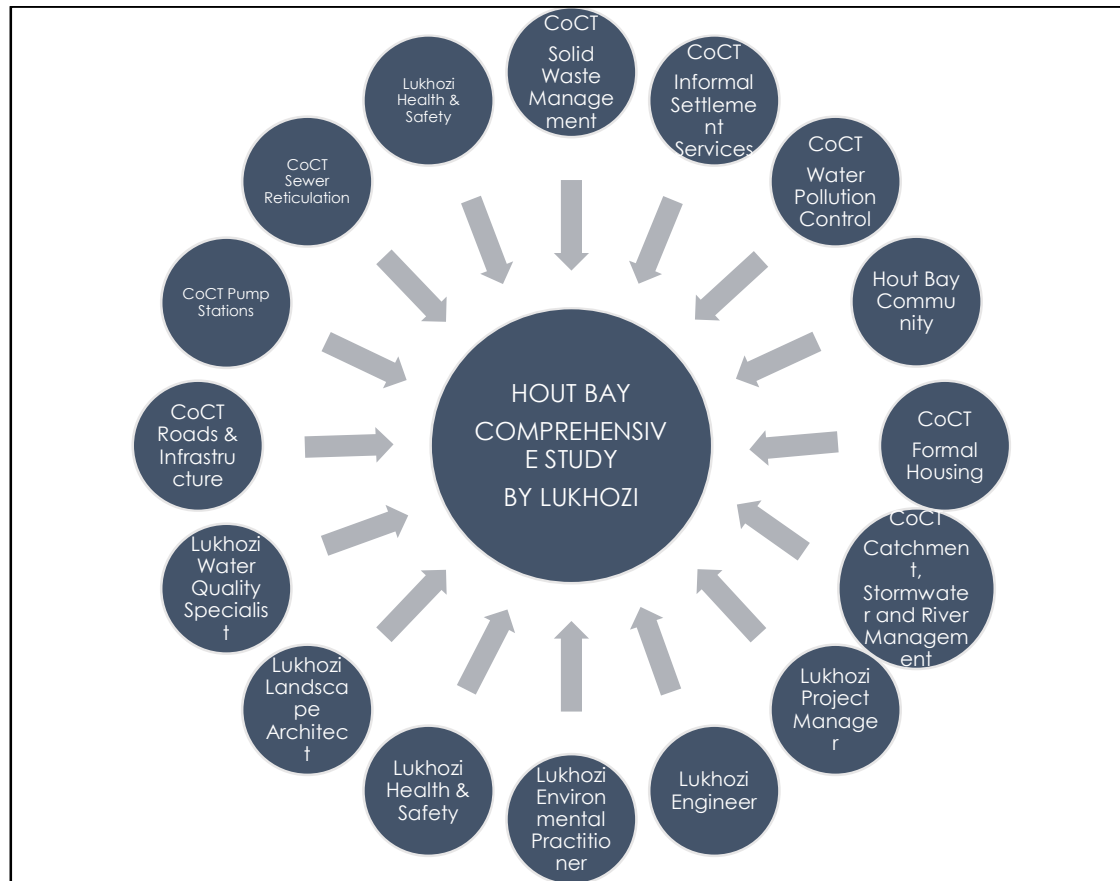 CoCT
Solid
Waste
Manage
ment
CoCT
Informal
Settleme
nt
Services
CoCT
Water
Pollution
Control
Hout Bay
Commu
nity
CoCT
Formal
Housing
CoCT
Catchmen
t,
Stormwate
r and River
Managem
ent
Lukhozi
Project
Manage
r
Lukhozi
Engineer
Lukhozi
Environ
mental
Practitio
ner
Lukhozi
Health &
Safety
Lukhozi
Landsca
pe
Architec
t
Lukhozi
Water
Quality
Specialis
t
CoCT
Roads &
Infrastru
cture
CoCT Pump
Stations
CoCT
Sewer
Reticulation
Lukhozi
Health &
Safety
HOUT BAY
COMPREHENSIV
E STUDY
BY LUKHOZI